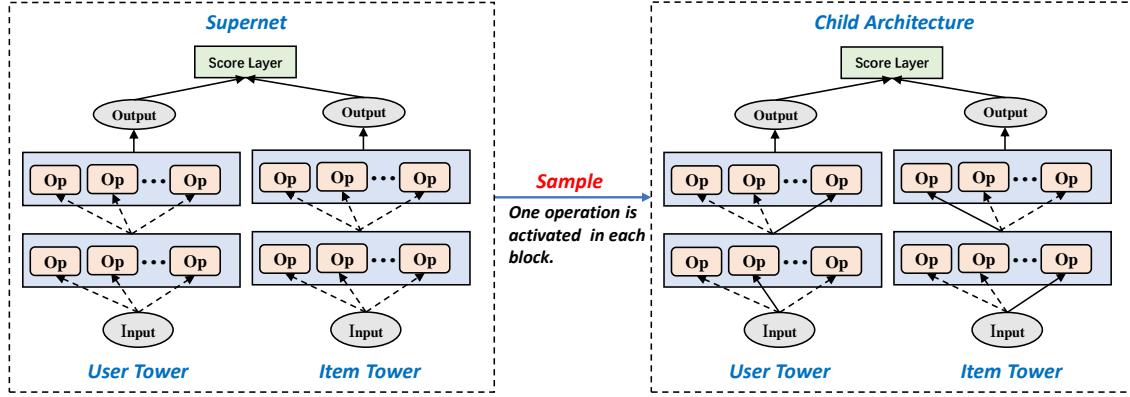 Supernet
Score Layer
Output
Output
Op Op ••• Op
Op Op ••• Op
Op Op ••• Op
Op Op ••• Op
Input
Input
User Tower
Item Tower
Sample
One operation is
activated in each
block.
Child Architecture
Score Layer
Output
Output
Op Op ••• Op
Op Op ••• Op
Op Op ••• Op
Op Op ••• Op
Input
Input
User Tower
Item Tower